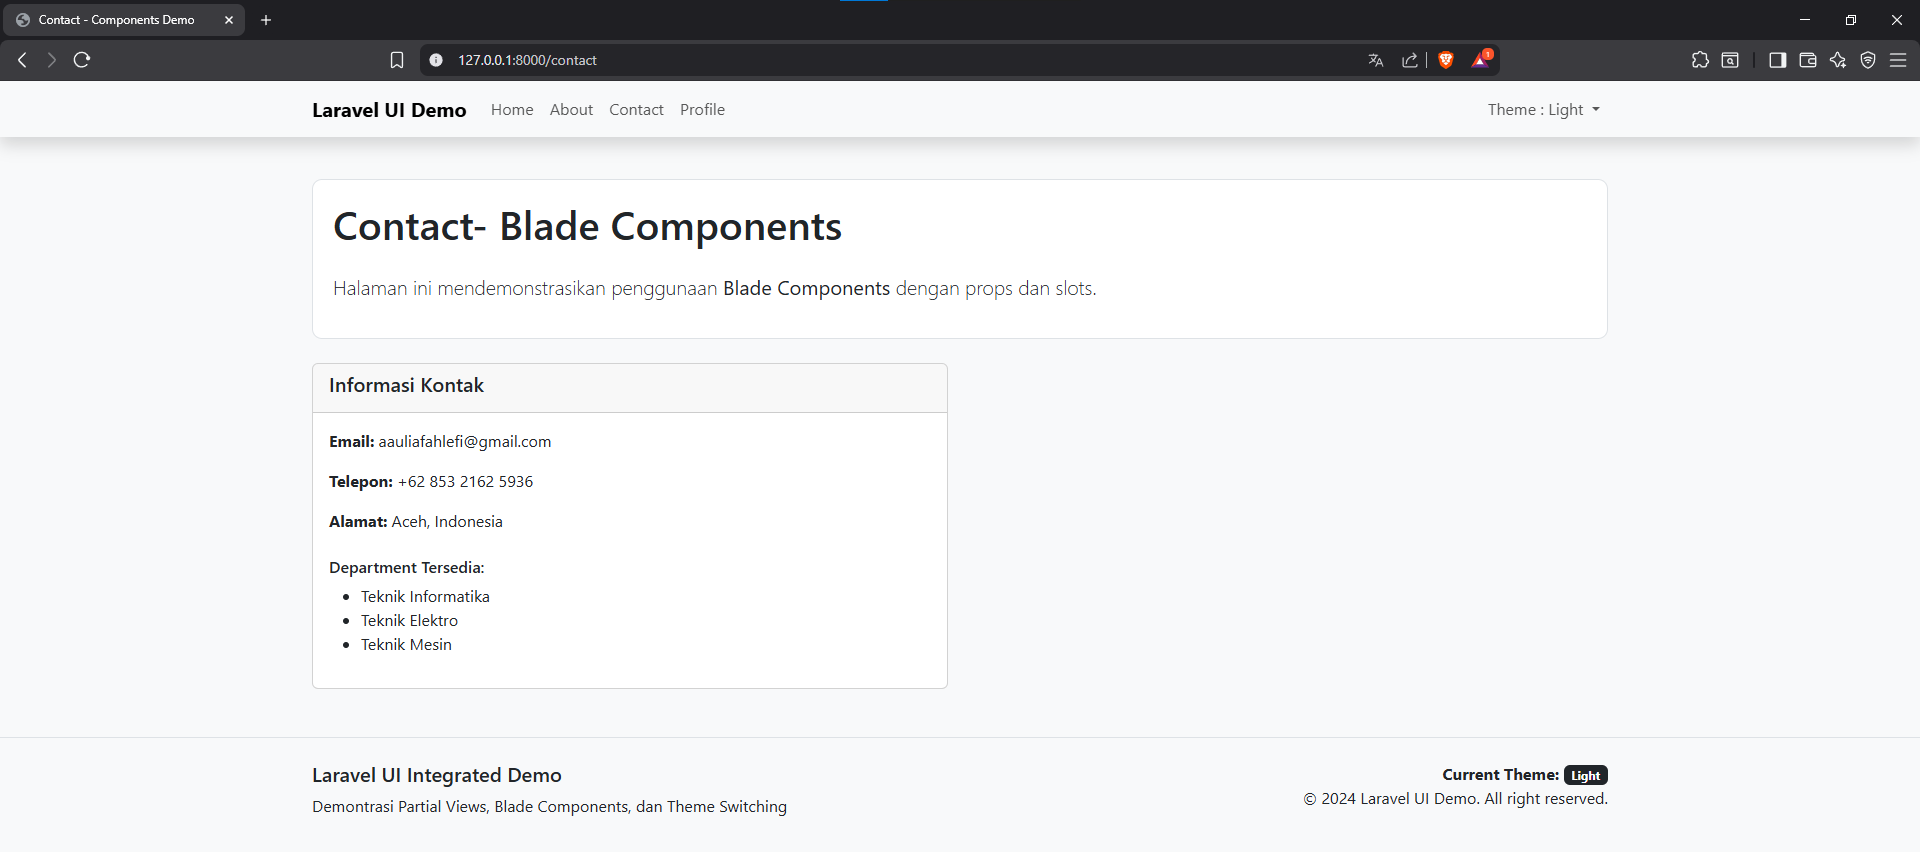 Contact - Components Demo
127.0.0.1:8000/contact
1
Laravel UI Demo Home About Contact Profile Theme : Light
Contact- Blade Components
Halaman ini mendemonstrasikan penggunaan Blade Components dengan props dan slots.
Informasi Kontak
Email: aauliafahlefi@gmail.com
Telepon: +62 853 2162 5936
Alamat: Aceh, Indonesia
Department Tersedia:
Teknik Informatika
Teknik Elektro
Teknik Mesin
Laravel UI Integrated Demo
Demontrasi Partial Views, Blade Components, dan Theme Switching
Current Theme: Light
© 2024 Laravel UI Demo. All right reserved.